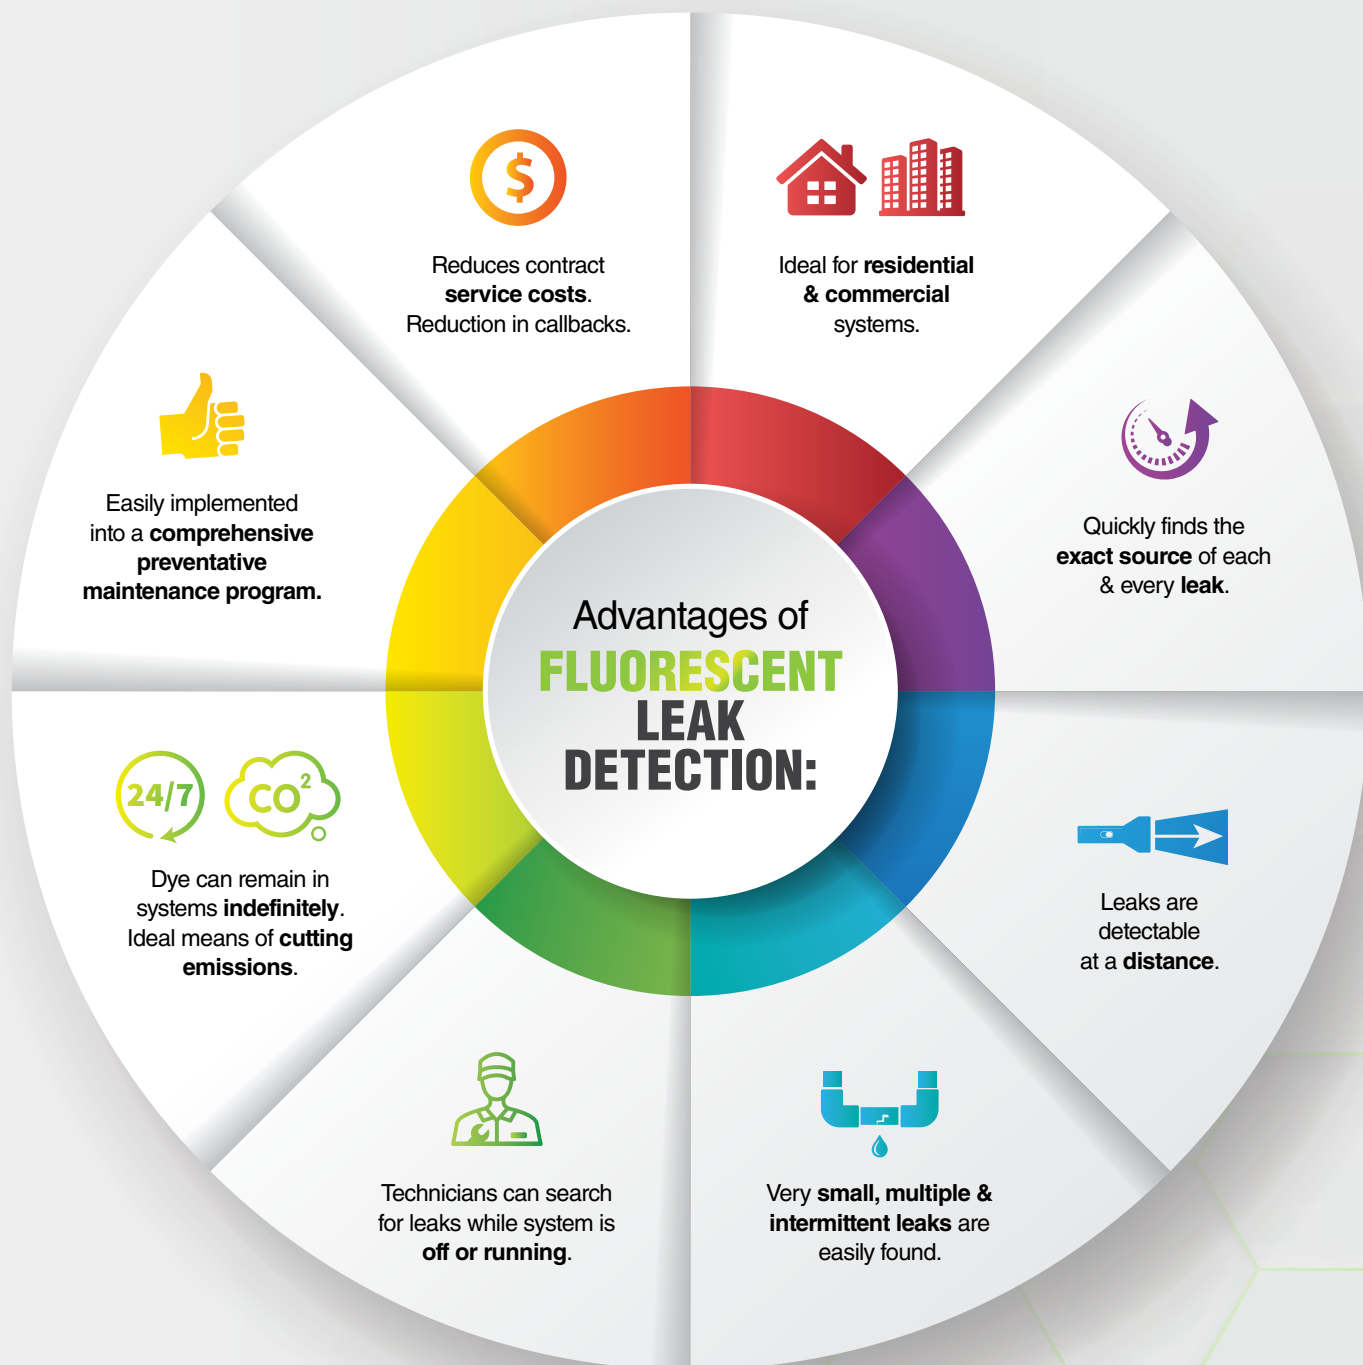 Advantages of
FLUORESCENT
LEAK
DETECTION:
Ideal for residential
& commercial
systems.
Quickly finds the
exact source of each
& every leak.
Leaks are
detectable
at a distance.
Very small, multiple &
intermittent leaks are
easily found.
Technicians can search
for leaks while system is
off or running.
24/7
CO²
Dye can remain in
systems indefinitely.
Ideal means of cutting
emissions.
Easily implemented
into a comprehensive
preventative
maintenance program.
$
Reduces contract
service costs.
Reduction in callbacks.